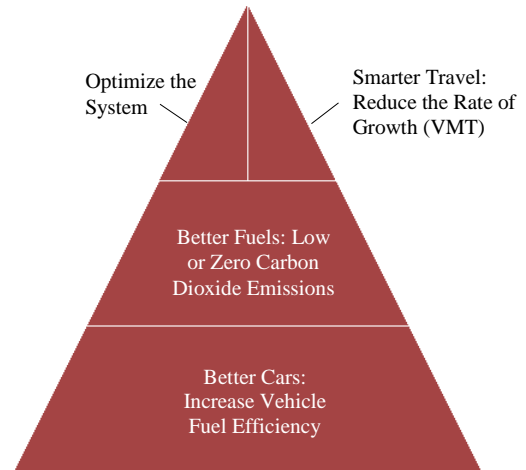 Optimize the
System
Smarter Travel:
Reduce the Rate of
Growth (VMT)
Better Fuels: Low
or Zero Carbon
Dioxide Emissions
Better Cars:
Increase Vehicle
Fuel Efficiency